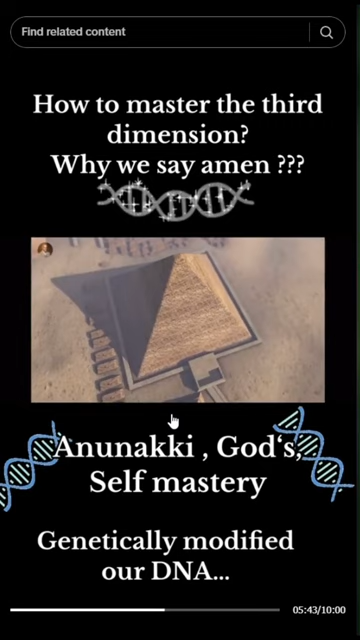 Find related content
How to master the third
dimension?
Why we say amen ???
Anunakki , God's,
Self mastery
Genetically modified
our DNA...
05:43/10:00